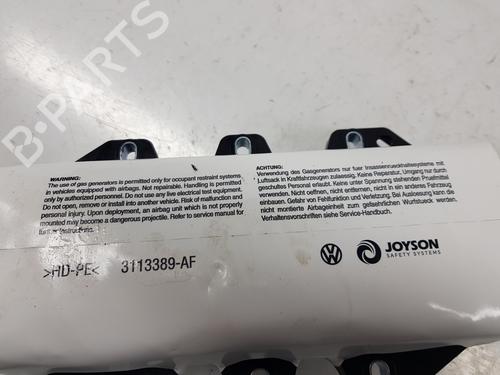 B-PARTS
WARNING:
The use of gas generators is permitted only for occupant restraint systems
in vehicles equipped with airbags. Not repairable. Handling is permitted
only by authorized personnel. Do not use any live electrical test equipment.
Do not open, remove or install into another vehicle. Risk of malfunction and
personal injury. Upon deployment, an airbag unit which is not properly
mounted may become a dangerous projectile. Refer to service manual for
further instructions.
ACHTUNG:
Verwendung des Gasgenerators nur fuer Insassenrueckhaltesysteme mit
Luftsack in Kraftfahrzeugen zulaessig, Keine Reparatur, Umgang nur durch
geschultes Personal erlaubt. Keine unter Spannung stehenden Pruefmittel
verwenden. Nicht oeffnen, nicht entfernen, nicht in ein anderes Fahrzeug
einbauen. Funktions- und Verletzungsgefahr. Bei Ausloesung kann die
nicht montierte Airbageinheit zum gefaehrlichen Wurfstueck werden.
Verhaltensvorschriften siehe Service-Handbuch.
>HD-PE< 3113389-AF
JOYSON
SAFETY SYSTEMS